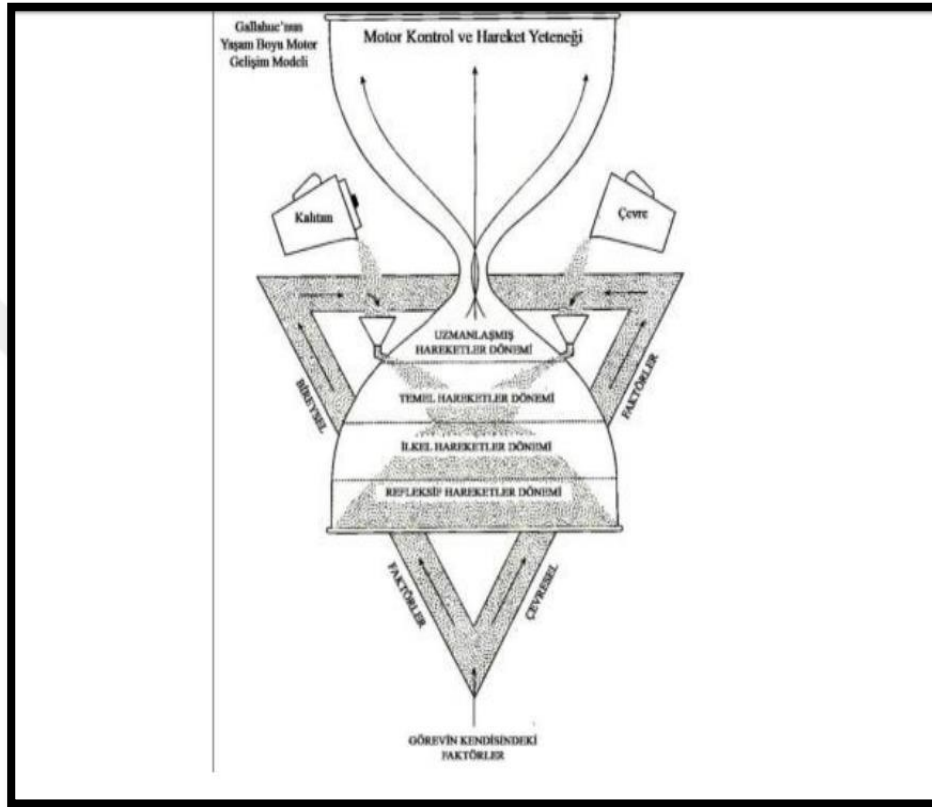 Gallahuc'nun
Yaşam Boyu Motor
Gelişim Modeli
Motor Kontrol ve Hareket Yeteneği
Kalıtım
Çevre
UZMANLAŞMIŞ
HAREKETLER DÖNEMİ
TEMEL HAREKETLER DÖNEMİ
İLKEL HAREKETLER DÖNEMİ
REFLEKSİF HAREKETLER DÖNEMİ
BİREYSEL
FAKTÖRLER
FAKTÖRLER
ÇEVRESEL
GÖREVİN KENDİSİNDEKİ
FAKTÖRLER